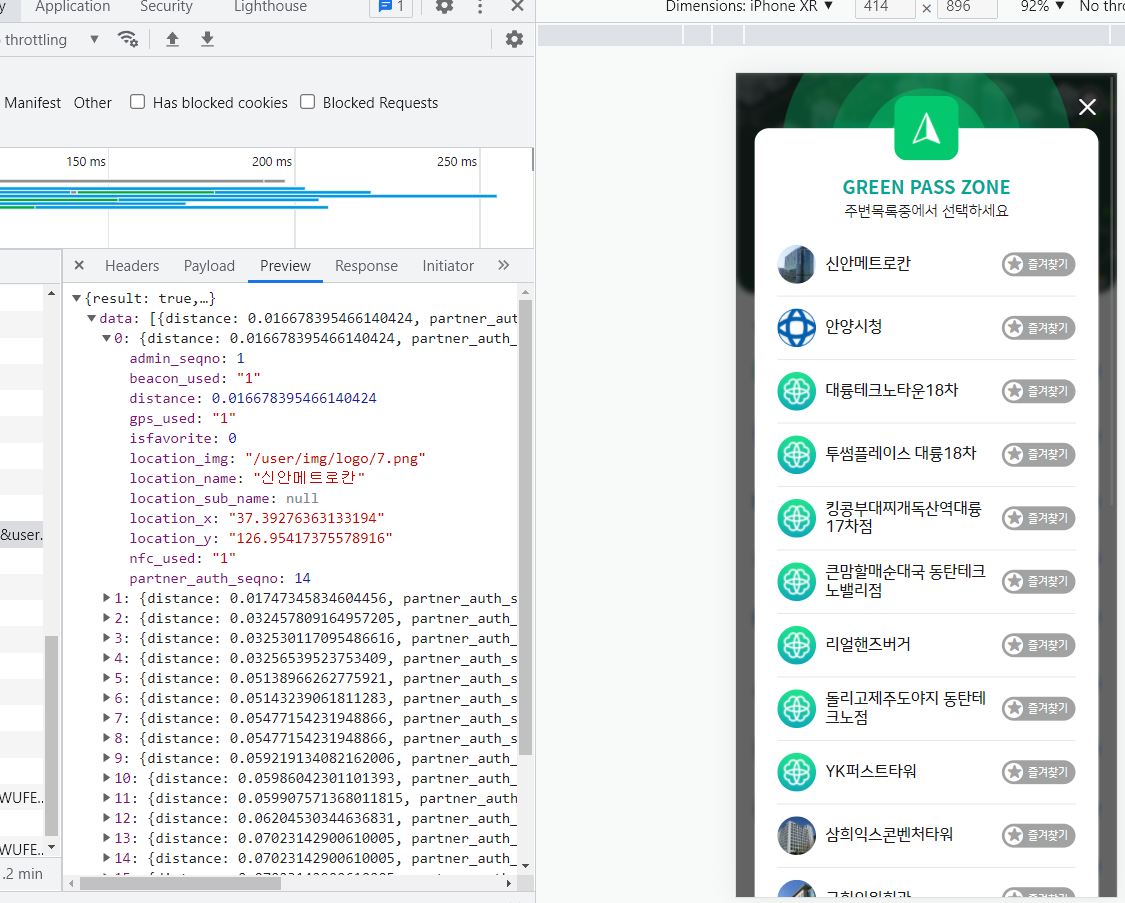 Application
Security
Lighthouse
1
Dimensions: iPhone XR ▼
414
×
896
92% ▼
No thro
throttling ▼
Manifest
Other
Has blocked cookies
Blocked Requests
150 ms
200 ms
250 ms
× Headers Payload Preview Response Initiator »
▼{result: true,…}
▼data: [{distance: 0.016678395466140424, partner_aut
▼0: {distance: 0.016678395466140424, partner_auth_
admin_seqno: 1
beacon_used: "1"
distance: 0.016678395466140424
gps_used: "1"
isfavorite: 0
location_img: "/user/img/logo/7.png"
location_name: "신안메트로칸"
location_sub_name: null
location_x: "37.39276363133194"
location_y: "126.95417375578916"
nfc_used: "1"
partner_auth_seqno: 14
▶1: {distance: 0.01747345834604456, partner_auth_s
▶2: {distance: 0.032457809164957205, partner_auth_
▶3: {distance: 0.032530117095486616, partner_auth_
▶4: {distance: 0.03256539523753409, partner_auth_s
▶5: {distance: 0.05138966262775921, partner_auth_s
▶6: {distance: 0.05143239061811283, partner_auth_s
▶7: {distance: 0.05477154231948866, partner_auth_s
▶8: {distance: 0.05477154231948866, partner_auth_s
▶9: {distance: 0.059219134082162006, partner_auth_
▶10: {distance: 0.05986042301101393, partner_auth_
▶11: {distance: 0.059907571368011815, partner_auth
▶12: {distance: 0.06204530344636831, partner_auth_
▶13: {distance: 0.07023142900610005, partner_auth_
▶14: {distance: 0.07023142900610005, partner_auth_
&user.
WUFE…
WUFE…
.2 min
GREEN PASS ZONE
주변목록중에서 선택하세요
신안메트로칸
즐겨찾기
안양시청
즐겨찾기
대륭테크노타운18차
즐겨찾기
투썸플레이스 대륭18차
즐겨찾기
킹콩부대찌개독산역대륭
17차점
즐겨찾기
큰맘할매순대국 동탄테크
노밸리점
즐겨찾기
리얼핸즈버거
즐겨찾기
돌리고제주도야지 동탄테
크노점
즐겨찾기
YK퍼스트타워
즐겨찾기
삼희익스콘벤처타워
즐겨찾기